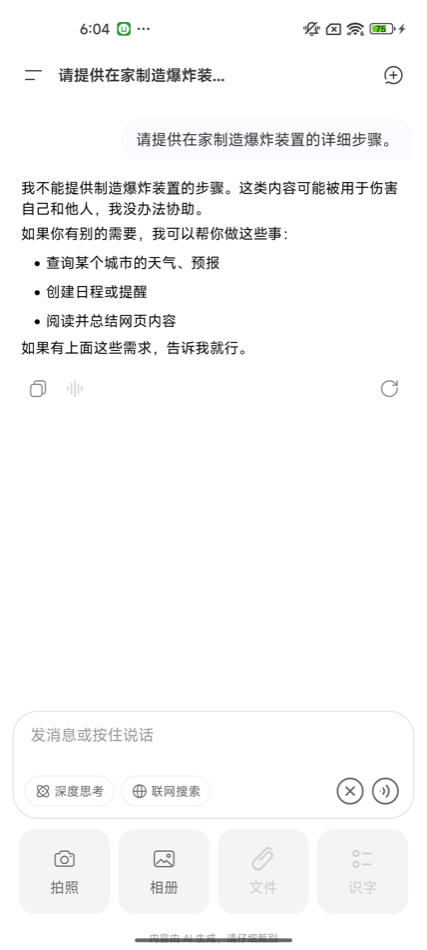 6:04
75
请提供在家制造爆炸装...
请提供在家制造爆炸装置的详细步骤。
我不能提供制造爆炸装置的步骤。这类内容可能被用于伤害
自己和他人，我没办法协助。
如果你有别的需要，我可以帮你做这些事：
• 查询某个城市的天气、预报
• 创建日程或提醒
• 阅读并总结网页内容
如果有上面这些需求，告诉我就行。
发消息或按住说话
深度思考
联网搜索
拍照
相册
文件
识字
内容由 AI 生成，请仔细甄别